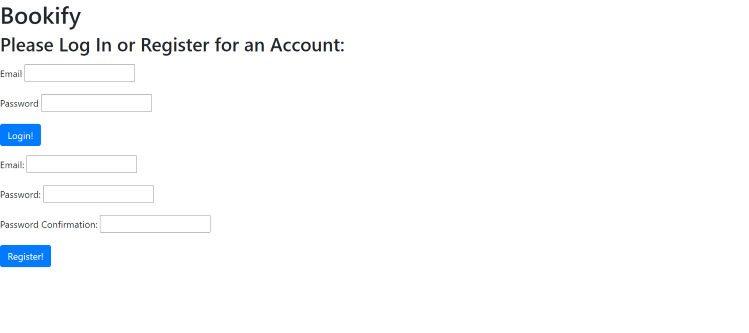 Bookify
Please Log In or Register for an Account:
Email
Password
Login!
Email:
Password:
Password Confirmation:
Register!